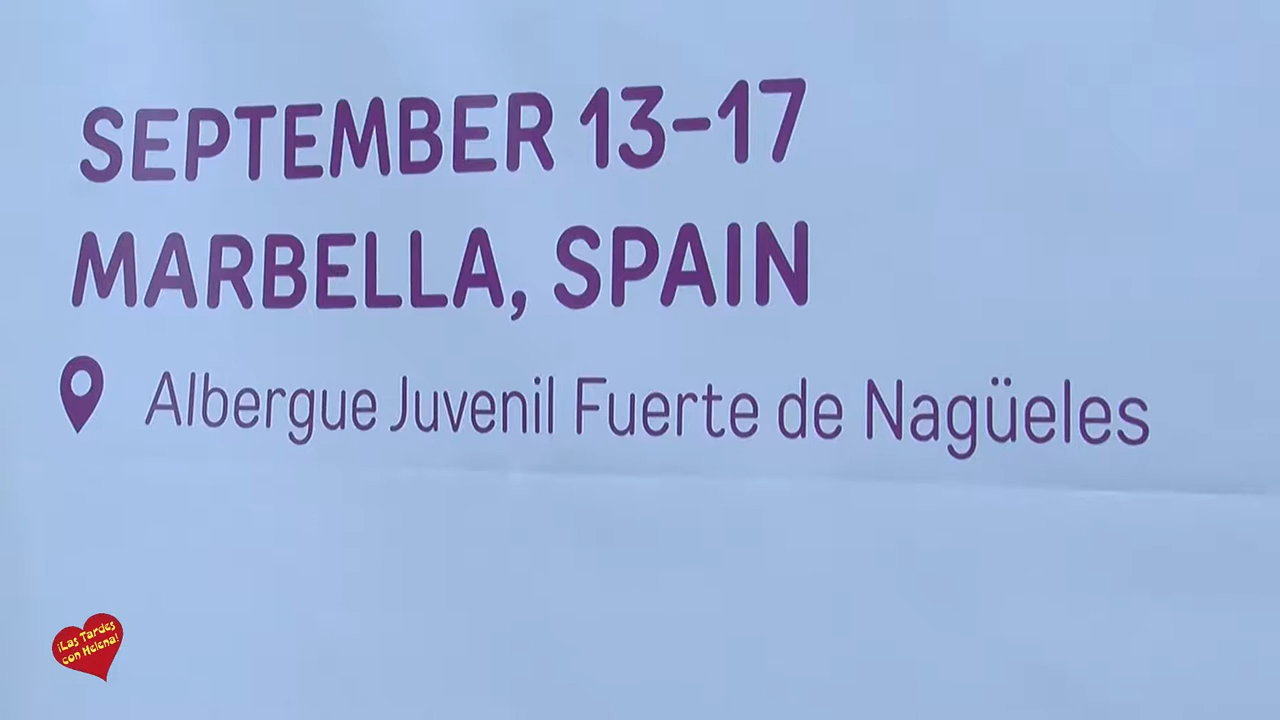 SEPTEMBER 13-17
MARBELLA, SPAIN
Albergue Juvenil Fuerte de Nagüeles
¡Las Tardes
con Helena!